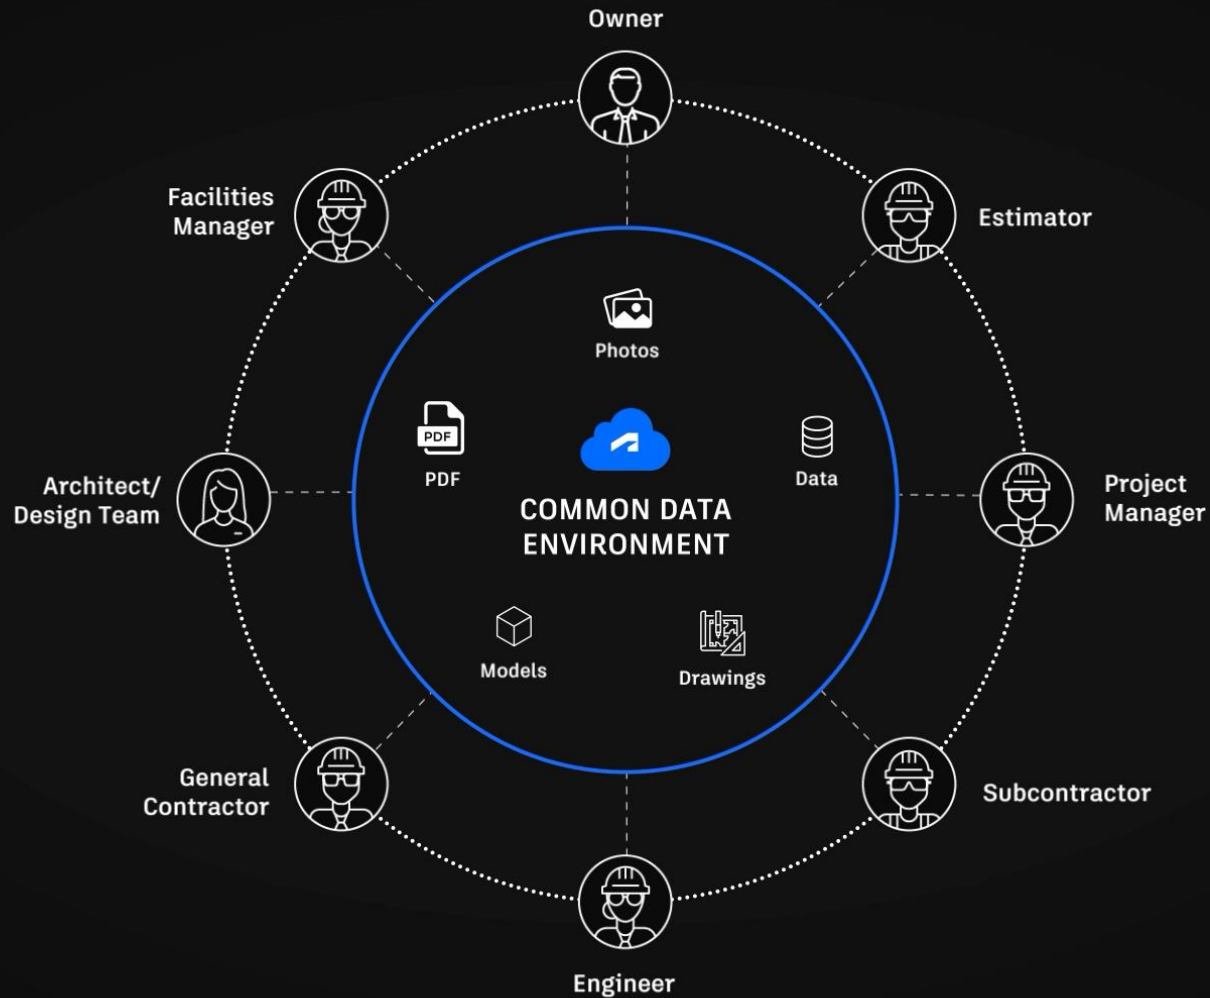 Owner
Facilities
Manager
Estimator
Photos
PDF
PDF
Data
Architect/
Design Team
COMMON DATA
ENVIRONMENT
Project
Manager
Models
Drawings
General
Contractor
Subcontractor
Engineer